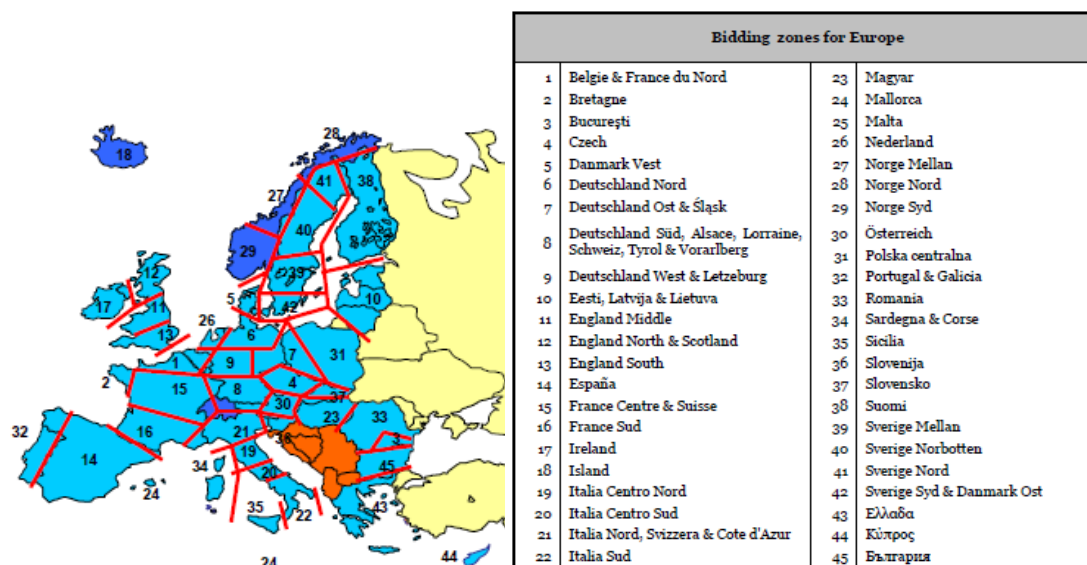 28
18
41
38
27
40
29
12
39
17
11
5
42
10
26
13
6
1
9
7
31
2
15
8
4
37
30
32
16
21
23
33
36
3
14
19
34
20
45
24
35
22
43
44
24
Bidding zones for Europe
1 Belgie & France du Nord
2 Bretagne
3 Bucureşti
4 Czech
5 Danmark Vest
6 Deutschland Nord
7 Deutschland Ost & Śląsk
8 Deutschland Süd, Alsace, Lorraine,
Schweiz, Tyrol & Vorarlberg
9 Deutschland West & Letzeburg
10 Eesti, Latvija & Lietuva
11 England Middle
12 England North & Scotland
13 England South
14 España
15 France Centre & Suisse
16 France Sud
17 Ireland
18 Island
19 Italia Centro Nord
20 Italia Centro Sud
21 Italia Nord, Svizzera & Cote d'Azur
22 Italia Sud
23 Magyar
24 Mallorca
25 Malta
26 Nederland
27 Norge Mellan
28 Norge Nord
29 Norge Syd
30 Österreich
31 Polska centralna
32 Portugal & Galicia
33 Romania
34 Sardegna & Corse
35 Sicilia
36 Slovenija
37 Slovensko
38 Suomi
39 Sverige Mellan
40 Sverige Norbotten
41 Sverige Nord
42 Sverige Syd & Danmark Ost
43 Ελλαδα
44 Κύπρος
45 България